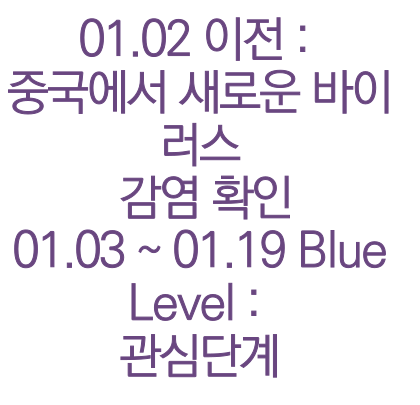 01.02 이전 :
중국에서 새로운 바이
러스
감염 확인
01.03 ~ 01.19 Blue
Level :
관심단계